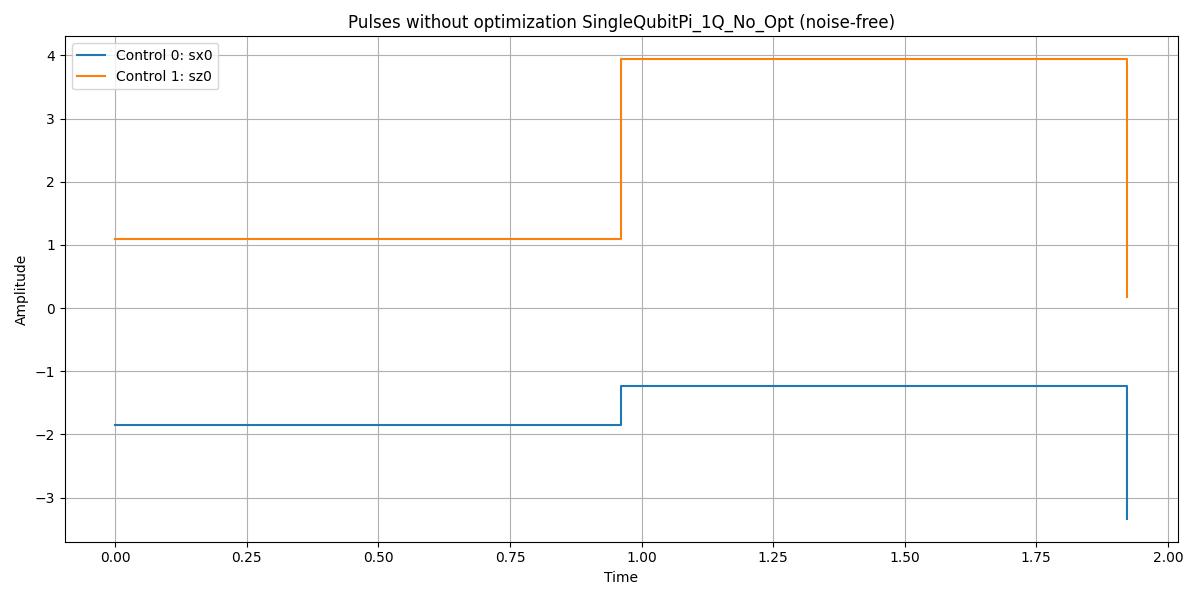 Pulses without optimization SingleQubitPi_1Q_No_Opt (noise-free)
Control 0: sx0
Control 1: sz0
Amplitude
4
3
2
1
0
−1
−2
−3
0.00 0.25 0.50 0.75 1.00 1.25 1.50 1.75 2.00
Time